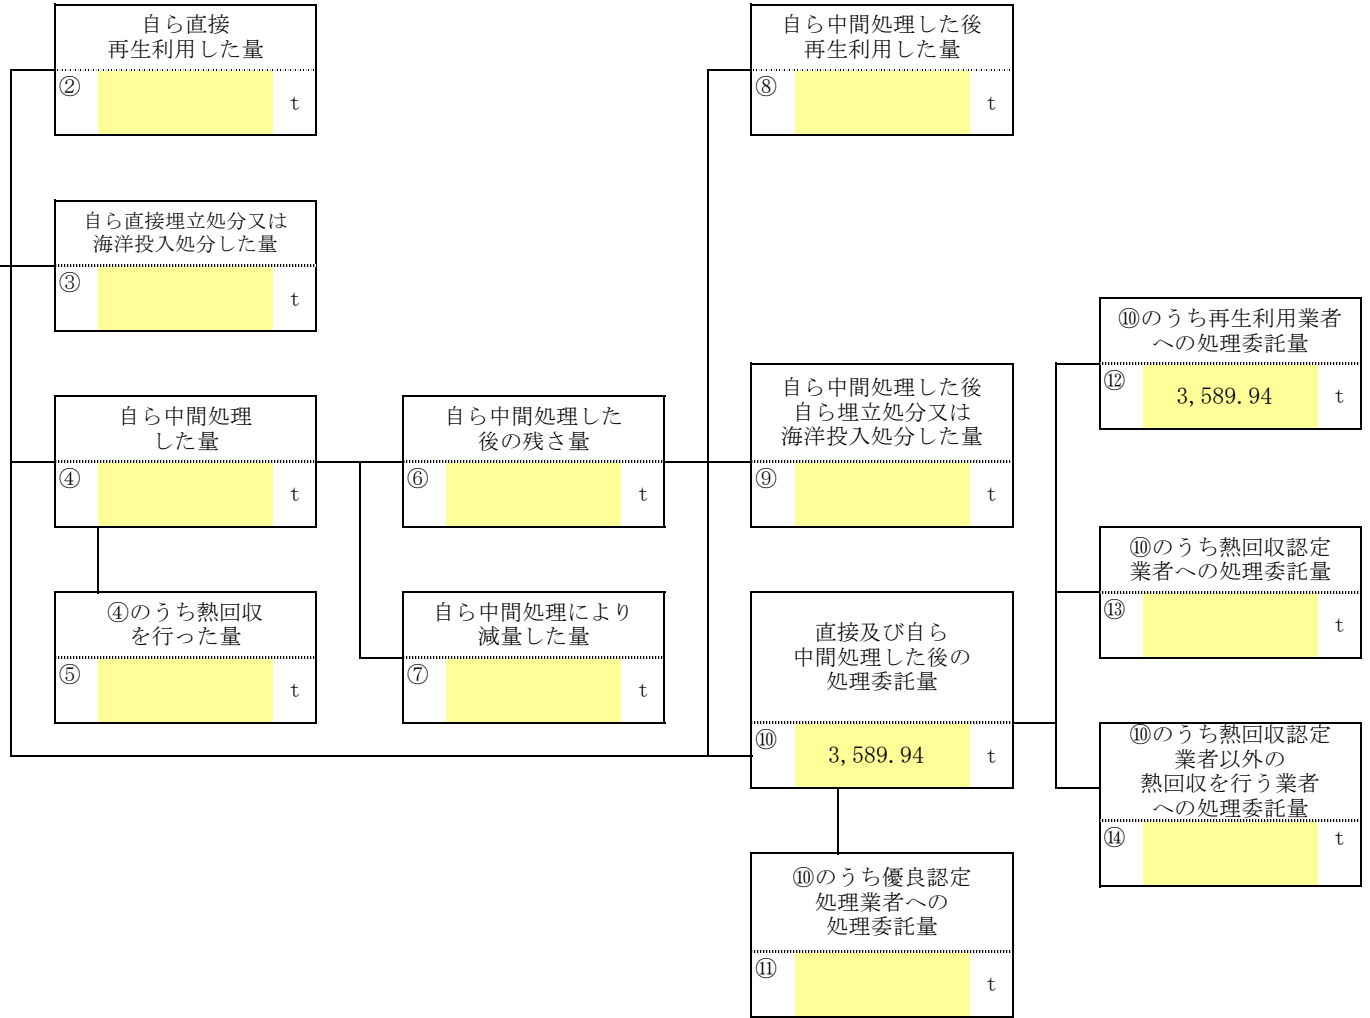 自ら直接
再生利用した量
②
t
自ら直接埋立処分又は
海洋投入処分した量
③
t
自ら中間処理
した量
④
t
④のうち熱回収
を行った量
⑤
t
自ら中間処理した
後の残さ量
⑥
t
自ら中間処理により
減量した量
⑦
t
自ら中間処理した後
再生利用した量
⑧
t
自ら中間処理した後
自ら埋立処分又は
海洋投入処分した量
⑨
t
直接及び自ら
中間処理した後の
処理委託量
⑩ 3,589.94 t
⑩のうち優良認定
処理業者への
処理委託量
⑪
t
⑩のうち再生利用業者
への処理委託量
⑫ 3,589.94 t
⑩のうち熱回収認定
業者への処理委託量
⑬
t
⑩のうち熱回収認定
業者以外の
熱回収を行う業者
への処理委託量
⑭
t